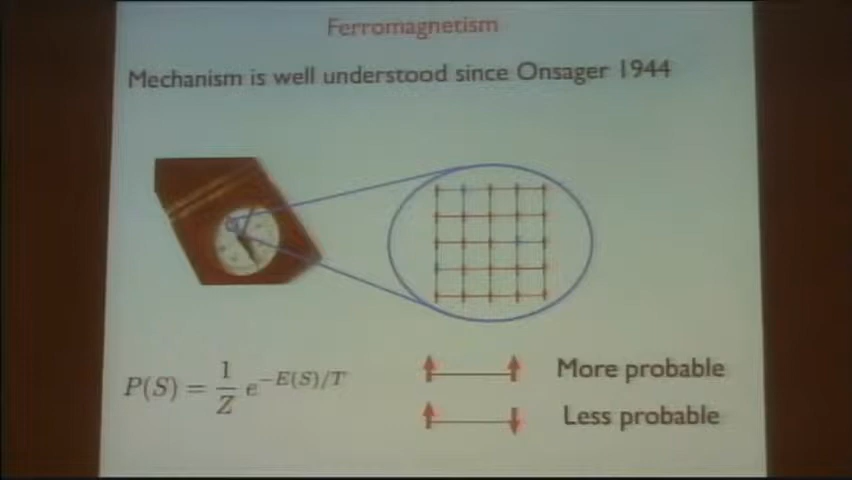 Ferromagnetism
Mechanism is well understood since Onsager 1944
P(S) = 1/Z e^{-E(S)/T}
More probable
Less probable